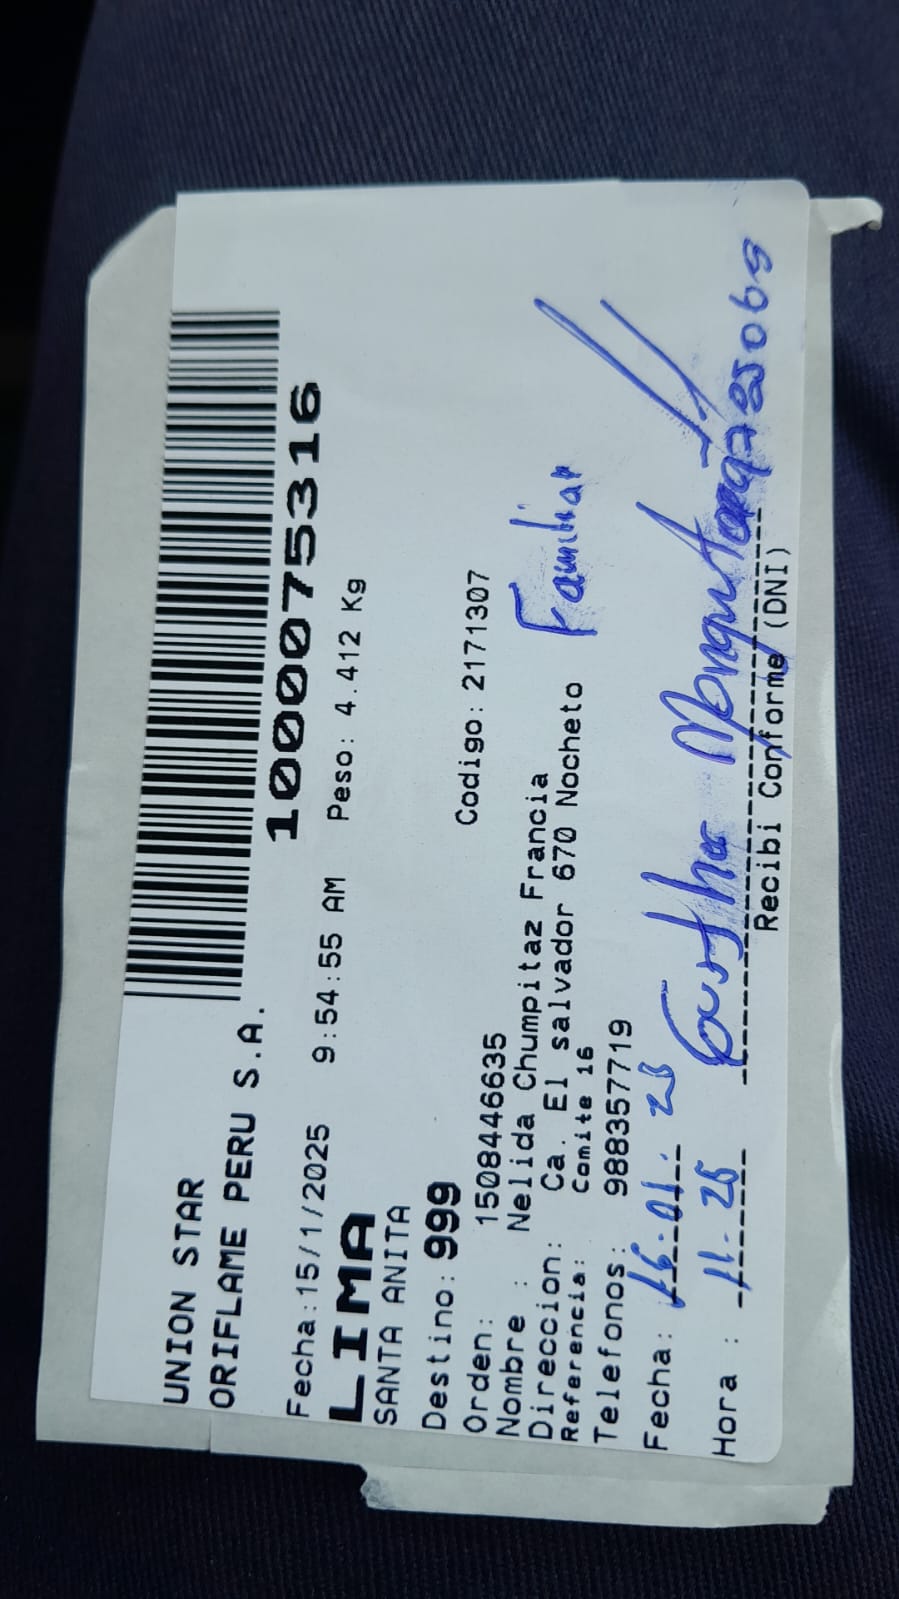 UNION STAR
ORIFLAME PERU S.A.
1000075316
Fecha:15/1/2025 9:54:55 AM Peso: 4.412 Kg
LIMA
SANTA ANITA
Destino: 999
Orden: 1508446635 Codigo: 2171307
Nombre : Nelida Chumpitaz Francia
Direccion: Ca. El salvador 670 Nocheto
Referencia: Comite 16
Familiar
Telefonos: 988357719
Fecha: 16.01.
Hora : 11.25
Recibi Conforme (DNI)